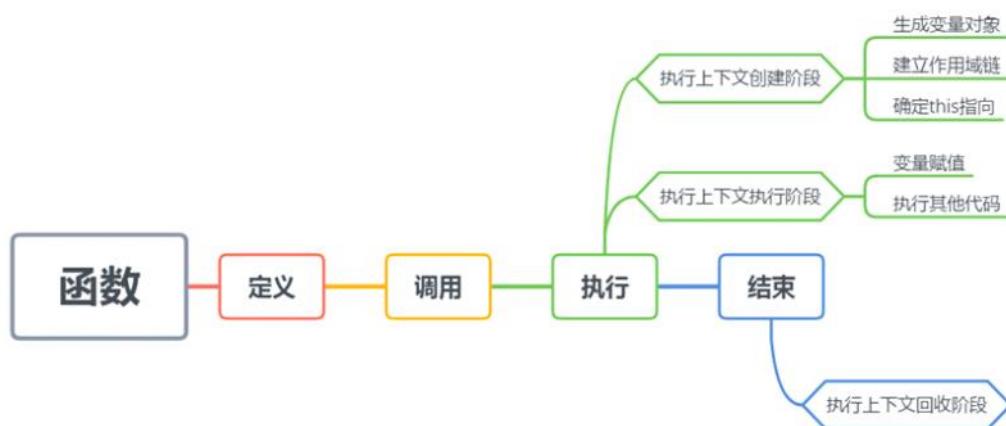 生成变量对象
执行上下文创建阶段
建立作用域链
确定this指向
变量赋值
执行上下文执行阶段
执行其他代码
函数
定义
调用
执行
结束
执行上下文回收阶段